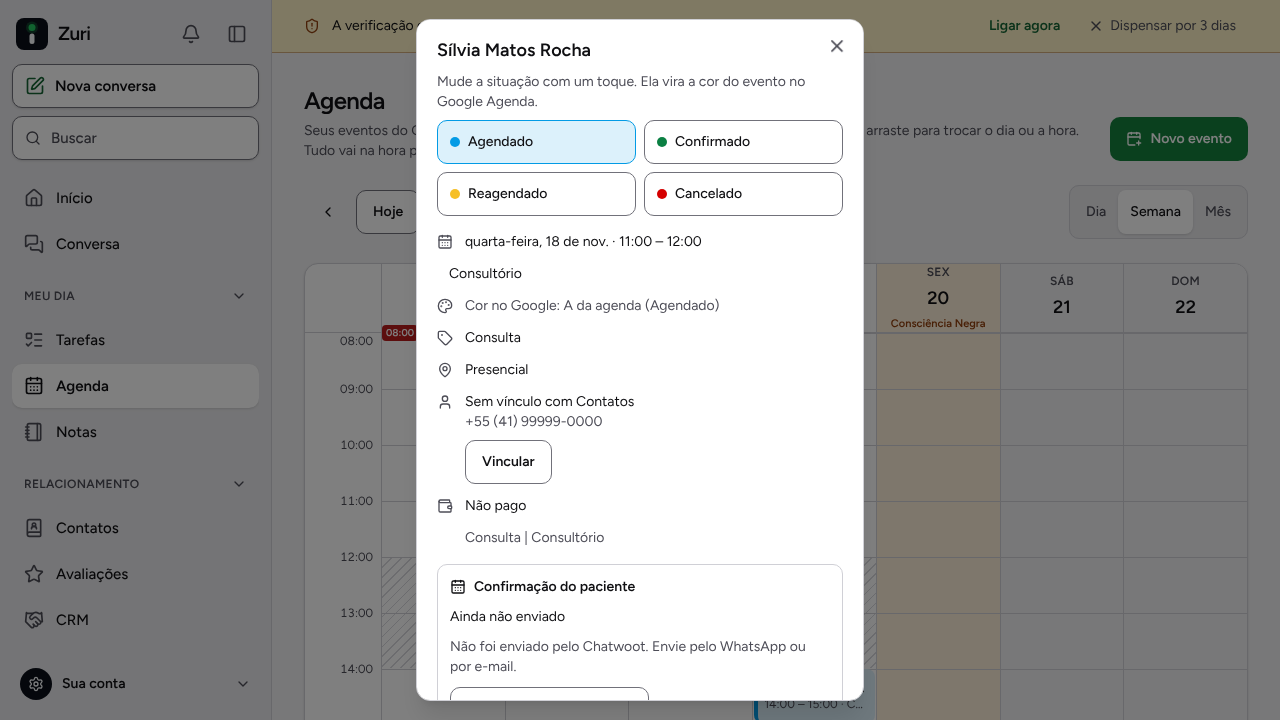 Zuri
Nova conversa
Buscar
Início
Conversa
MEU DIA
Tarefas
Agenda
Notas
RELACIONAMENTO
Contatos
Avaliações
CRM
Sua conta
A verificação
Ligar agora
Dispensar por 3 dias
Agenda
Seus eventos do
arraste para trocar o dia ou a hora.
Tudo vai na hora
Novo evento
Hoje
Dia
Semana
Mês
SEX
20
Consciência Negra
SÁB
21
DOM
22
08:00
08:00
09:00
10:00
11:00
12:00
13:00
14:00
14:00 – 15:00 · C...
Sílvia Matos Rocha
Mude a situação com um toque. Ela vira a cor do evento no
Google Agenda.
Agendado
Confirmado
Reagendado
Cancelado
quarta-feira, 18 de nov. · 11:00 – 12:00
Consultório
Cor no Google: A da agenda (Agendado)
Consulta
Presencial
Sem vínculo com Contatos
+55 (41) 99999-0000
Vincular
Não pago
Consulta | Consultório
Confirmação do paciente
Ainda não enviado
Não foi enviado pelo Chatwoot. Envie pelo WhatsApp ou
por e-mail.